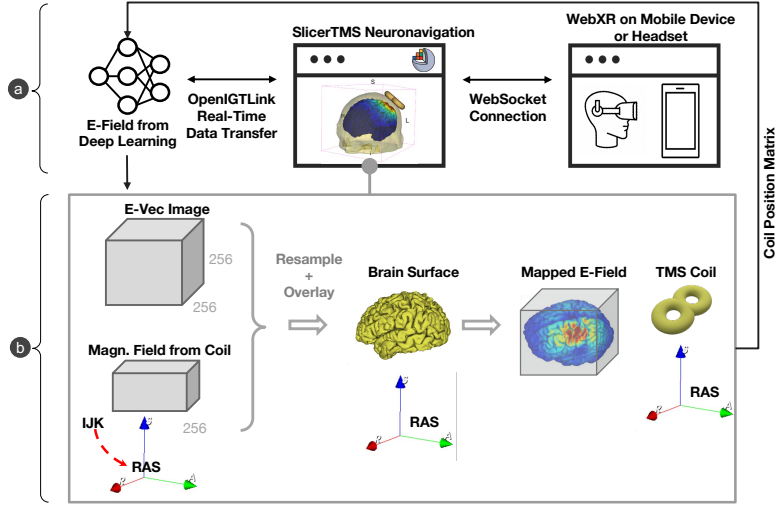 SlicerTMS Neuronavigation
WebXR on Mobile Device
or Headset
a
S
L
I
E-Field from
Deep Learning
OpenIGTLink
Real-Time
Data Transfer
WebSocket
Connection
Coil Position Matrix
b
E-Vec Image
256
256
Resample
+
Overlay
Brain Surface
Mapped E-Field
TMS Coil
Magn. Field from Coil
256
IJK
RAS
R
A
S
RAS
R
A
S
RAS
R
A
S